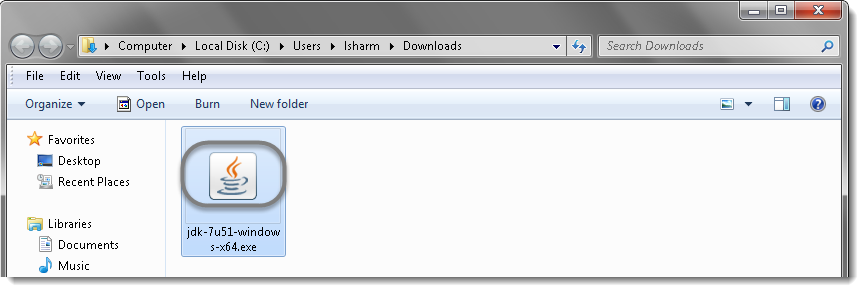 Computer Local Disk (C:) Users lsharm Downloads Search Downloads
File Edit View Tools Help
Organize Open Burn New folder
Favorites
Desktop
Recent Places
Libraries
Documents
Music
jdk-7u51-window
s-x64.exe